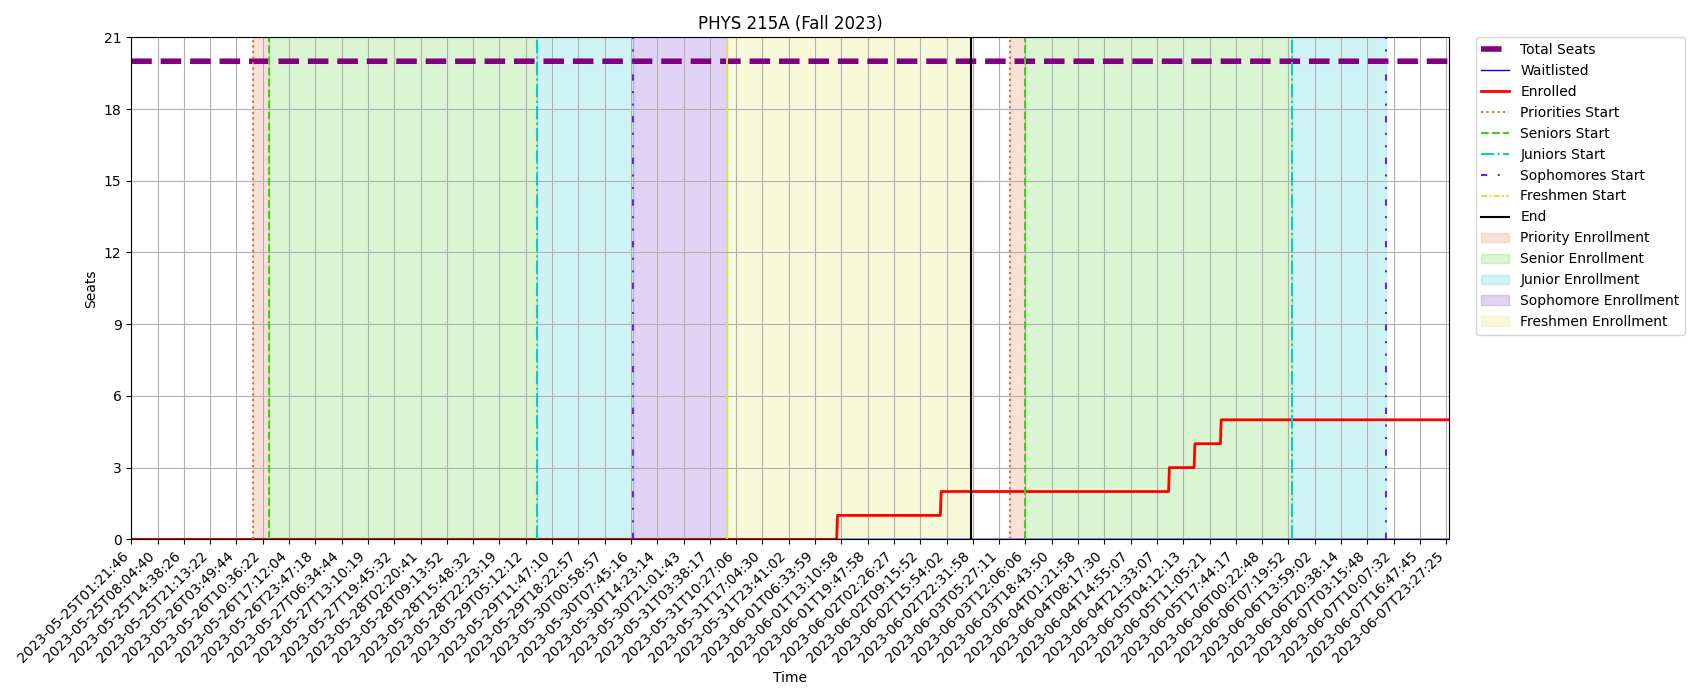 PHYS 215A (Fall 2023)
Seats
21
18
15
12
9
6
3
0
2023-05-25T01:21:46
2023-05-25T08:04:40
2023-05-25T14:38:26
2023-05-25T21:13:22
2023-05-26T03:49:44
2023-05-26T10:36:22
2023-05-26T17:12:04
2023-05-26T23:47:18
2023-05-27T06:34:44
2023-05-27T13:10:19
2023-05-27T19:45:32
2023-05-28T02:20:41
2023-05-28T09:13:52
2023-05-28T15:48:32
2023-05-28T22:23:19
2023-05-29T05:12:12
2023-05-29T11:47:10
2023-05-29T18:22:57
2023-05-30T00:58:57
2023-05-30T07:45:16
2023-05-30T14:23:14
2023-05-30T21:01:43
2023-05-31T03:38:17
2023-05-31T10:27:06
2023-05-31T17:04:30
2023-05-31T23:41:02
2023-06-01T06:33:59
2023-06-01T13:10:58
2023-06-01T19:47:58
2023-06-02T02:26:27
2023-06-02T09:15:52
2023-06-02T15:54:02
2023-06-02T22:31:58
2023-06-03T05:27:11
2023-06-03T12:06:06
2023-06-03T18:43:50
2023-06-04T01:21:58
2023-06-04T08:17:30
2023-06-04T14:55:07
2023-06-04T21:33:07
2023-06-05T04:12:13
2023-06-05T11:05:21
2023-06-05T17:44:17
2023-06-06T00:22:48
2023-06-06T07:19:52
2023-06-06T13:59:02
2023-06-06T20:38:14
2023-06-07T03:15:48
2023-06-07T10:07:32
2023-06-07T16:47:45
2023-06-07T23:27:25
Time
Total Seats
Waitlisted
Enrolled
Priorities Start
Seniors Start
Juniors Start
Sophomores Start
Freshmen Start
End
Priority Enrollment
Senior Enrollment
Junior Enrollment
Sophomore Enrollment
Freshmen Enrollment